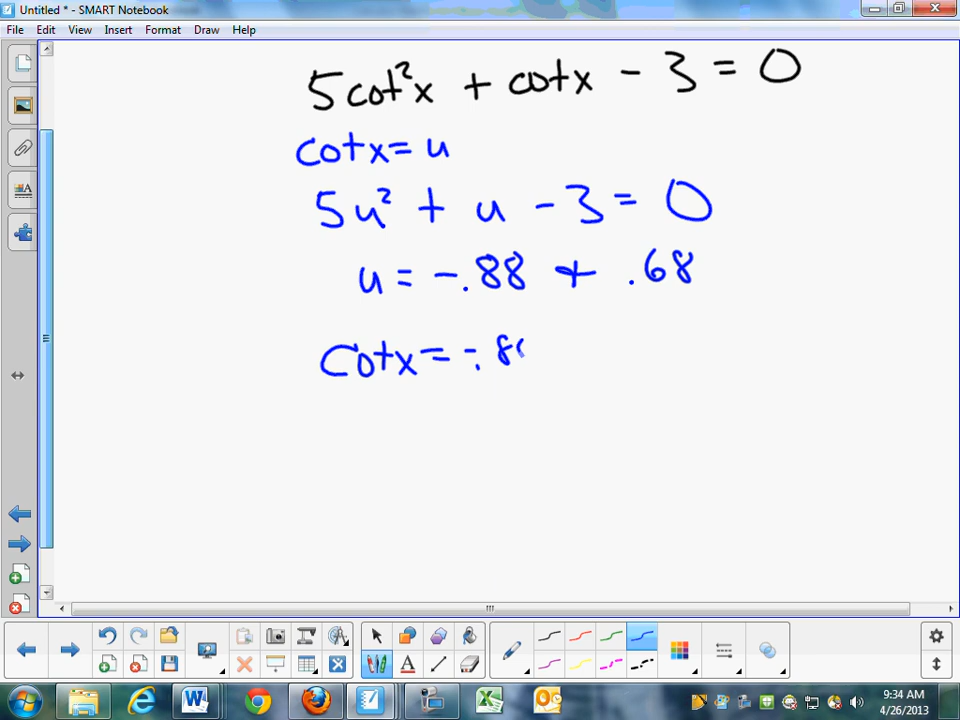 Untitled * - SMART Notebook
File Edit View Insert Format Draw Help
5cot²x + cotx - 3 = 0
cotx = u
5u² + u - 3 = 0
u = -.88 + .68
cotx = -.8
9:34 AM
4/26/2013